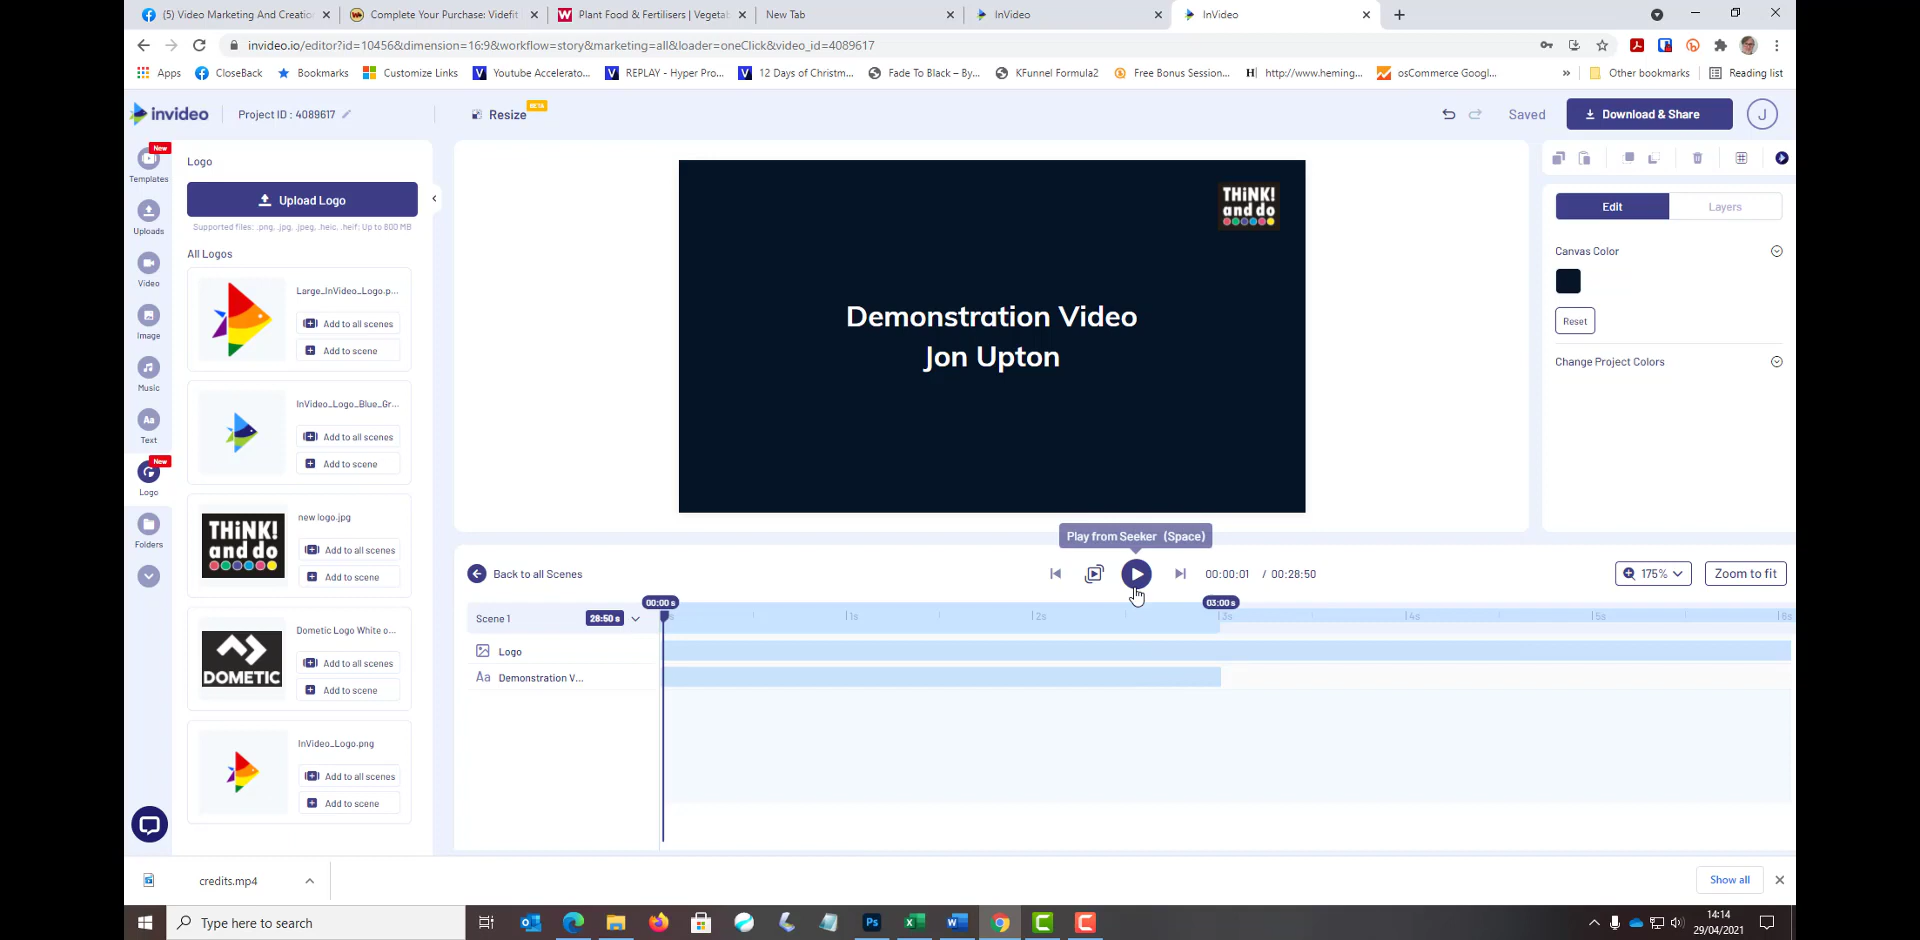 (5) Video Marketing And Creatio
Complete Your Purchase: Videfit
Plant Food & Fertilisers | Vegetab
New Tab
InVideo
InVideo
invideo.io/editor?id=10456&dimension=16:9&workflow=story&marketing=all&loader=oneClick&video_id=4089617
Apps
CloseBack
Bookmarks
Customize Links
Youtube Accelerato...
REPLAY - Hyper Pro...
12 Days of Christm...
Fade To Black – By...
KFunnel Formula2
Free Bonus Session...
http://www.heming...
osCommerce Googl...
»
Other bookmarks
Reading list
invideo
Project ID : 4089617
Resize
BETA
Saved
Download & Share
J
New
Templates
Uploads
Video
Image
Music
Aa
Text
New
Logo
Folders
Logo
Upload Logo
Supported files: .png, .jpg, .jpeg, .heic, .heif; Up to 800 MB
All Logos
Large_InVideo_Logo.p...
Add to all scenes
Add to scene
InVideo_Logo_Blue_Gr...
Add to all scenes
Add to scene
THiNK!
and do
new logo.jpg
Add to all scenes
Add to scene
DOMETIC
Dometic Logo White o...
Add to all scenes
Add to scene
InVideo_Logo.png
Add to all scenes
Add to scene
THiNK!
and do
Demonstration Video
Jon Upton
Edit
Layers
Canvas Color
Reset
Change Project Colors
Play from Seeker (Space)
Back to all Scenes
00:00:01 / 00:28:50
175%
Zoom to fit
00:00s
03:00s
Scene 1
28:50 s
1s
2s
3s
4s
5s
6s
Logo
Aa Demonstration V...
credits.mp4
Show all
Type here to search
Ps
14:14
29/04/2021